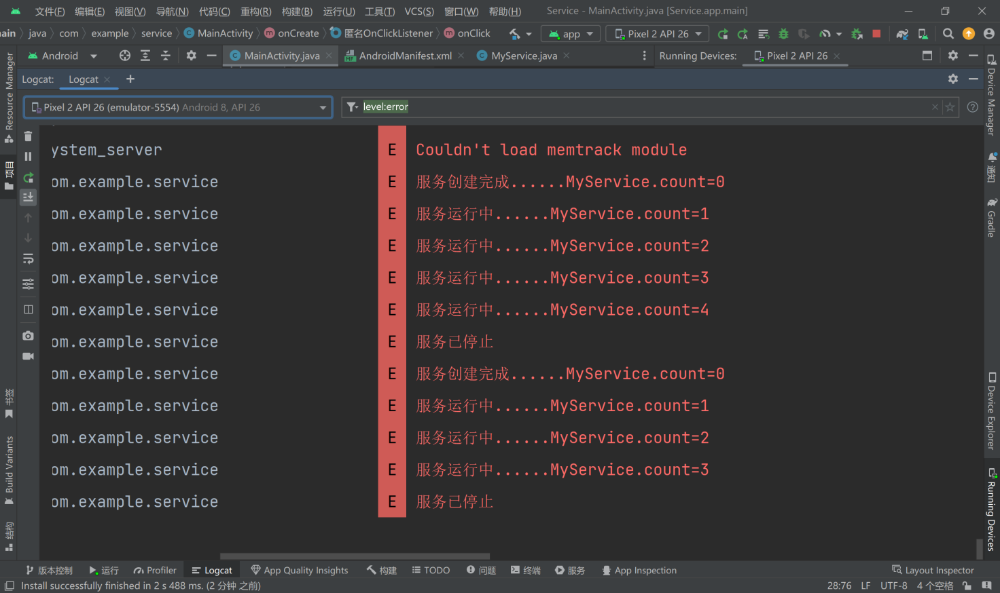 文件(F) 编辑(E) 视图(V) 导航(N) 代码(C) 重构(R) 构建(B) 运行(U) 工具(T) VCS(S) 窗口(W) 帮助(H) Service - MainActivity.java [Service.app.main]
ain java com example service MainActivity onCreate 匿名OnClickListener onClick app Pixel 2 API 26
Android MainActivity.java AndroidManifest.xml MyService.java Running Devices: Pixel 2 API 26
Logcat: Logcat
Pixel 2 API 26 (emulator-5554) Android 8, API 26 level:error
ystem_server E Couldn't load memtrack module
om.example.service E 服务创建完成......MyService.count=0
om.example.service E 服务运行中......MyService.count=1
om.example.service E 服务运行中......MyService.count=2
om.example.service E 服务运行中......MyService.count=3
om.example.service E 服务运行中......MyService.count=4
om.example.service E 服务已停止
om.example.service E 服务创建完成......MyService.count=0
om.example.service E 服务运行中......MyService.count=1
om.example.service E 服务运行中......MyService.count=2
om.example.service E 服务运行中......MyService.count=3
om.example.service E 服务已停止
Resource Manager
项目
书签
Build Variants
结构
Device Manager
通知
Gradle
Device Explorer
Running Devices
版本控制 运行 Profiler Logcat App Quality Insights 构建 TODO 问题 终端 服务 App Inspection Layout Inspector
Install successfully finished in 2 s 488 ms. (2 分钟 之前) 28:76 LF UTF-8 4 个空格